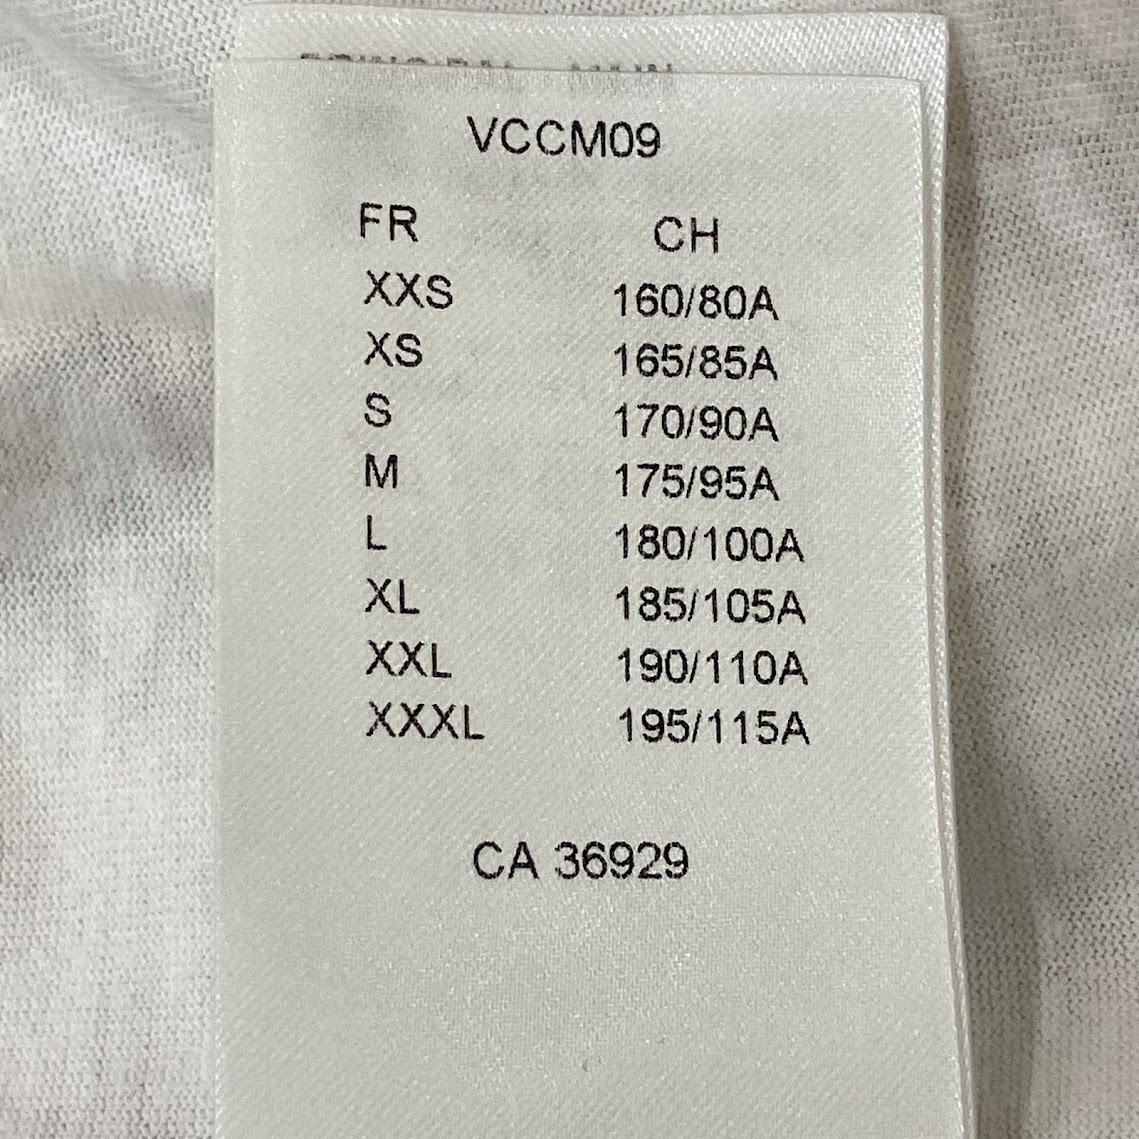 VCCM09
FR CH
XXS 160/80A
XS 165/85A
S 170/90A
M 175/95A
L 180/100A
XL 185/105A
XXL 190/110A
XXXL 195/115A
CA 36929